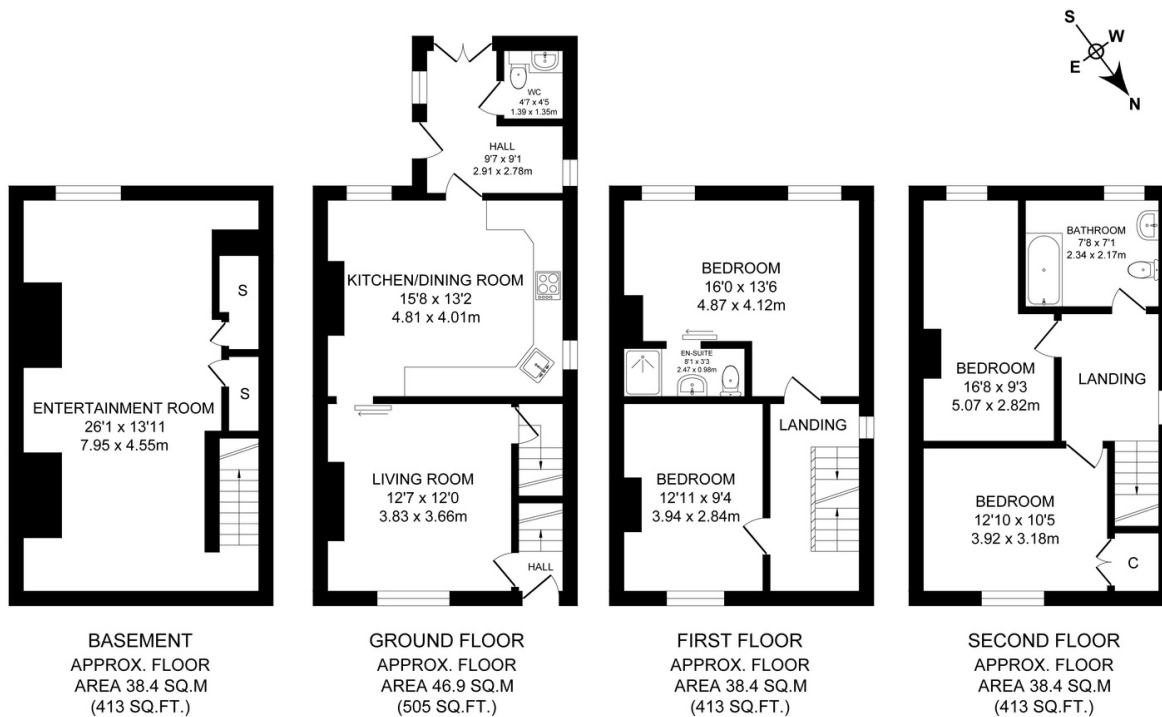 S
W
E
N
WC
4'7 x 4'5
1.39 x 1.35m
HALL
9'7 x 9'1
2.91 x 2.78m
S
S
ENTERTAINMENT ROOM
26'1 x 13'11
7.95 x 4.55m
KITCHEN/DINING ROOM
15'8 x 13'2
4.81 x 4.01m
LIVING ROOM
12'7 x 12'0
3.83 x 3.66m
HALL
BEDROOM
16'0 x 13'6
4.87 x 4.12m
EN-SUITE
8'1 x 3'3
2.47 x 0.98m
LANDING
BEDROOM
12'11 x 9'4
3.94 x 2.84m
BATHROOM
7'8 x 7'1
2.34 x 2.17m
BEDROOM
16'8 x 9'3
5.07 x 2.82m
LANDING
BEDROOM
12'10 x 10'5
3.92 x 3.18m
C
BASEMENT
APPROX. FLOOR
AREA 38.4 SQ.M
(413 SQ.FT.)
GROUND FLOOR
APPROX. FLOOR
AREA 46.9 SQ.M
(505 SQ.FT.)
FIRST FLOOR
APPROX. FLOOR
AREA 38.4 SQ.M
(413 SQ.FT.)
SECOND FLOOR
APPROX. FLOOR
AREA 38.4 SQ.M
(413 SQ.FT.)